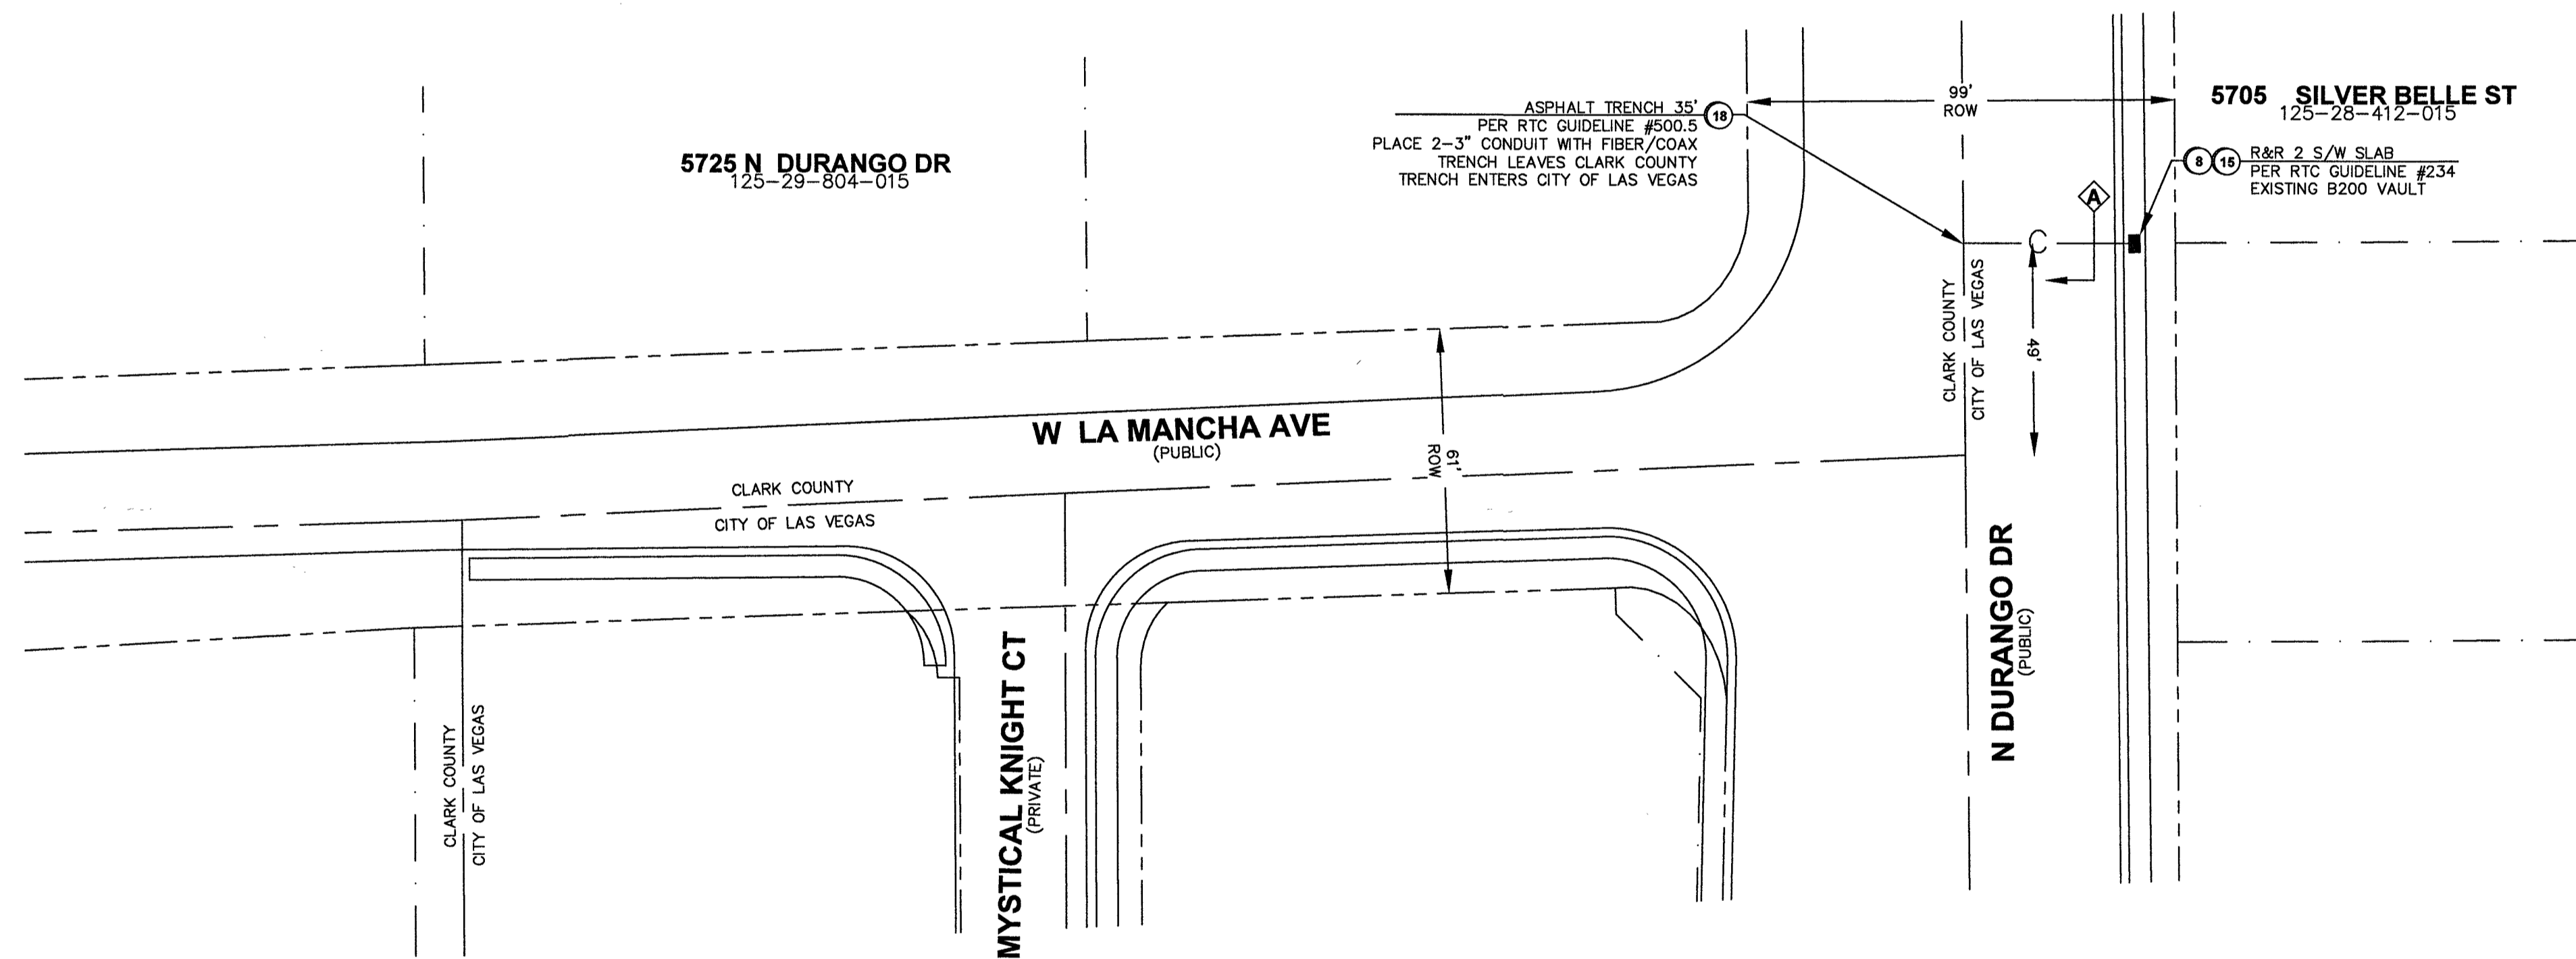 5725 N DURANGO DR
125-29-804-015
ASPHALT TRENCH 35'
PER RTC GUIDELINE #500.5
PLACE 2-3" CONDUIT WITH FIBER/COAX
TRENCH LEAVES CLARK COUNTY
TRENCH ENTERS CITY OF LAS VEGAS
18
99'
ROW
5705 SILVER BELLE ST
125-28-412-015
8
15
R&R 2 S/W SLAB
PER RTC GUIDELINE #234
EXISTING B200 VAULT
A
C
CLARK COUNTY
CITY OF LAS VEGAS
49'
W LA MANCHA AVE
(PUBLIC)
61'
ROW
CLARK COUNTY
CITY OF LAS VEGAS
N DURANGO DR
(PUBLIC)
MYSTICAL KNIGHT CT
(PRIVATE)
CLARK COUNTY
CITY OF LAS VEGAS